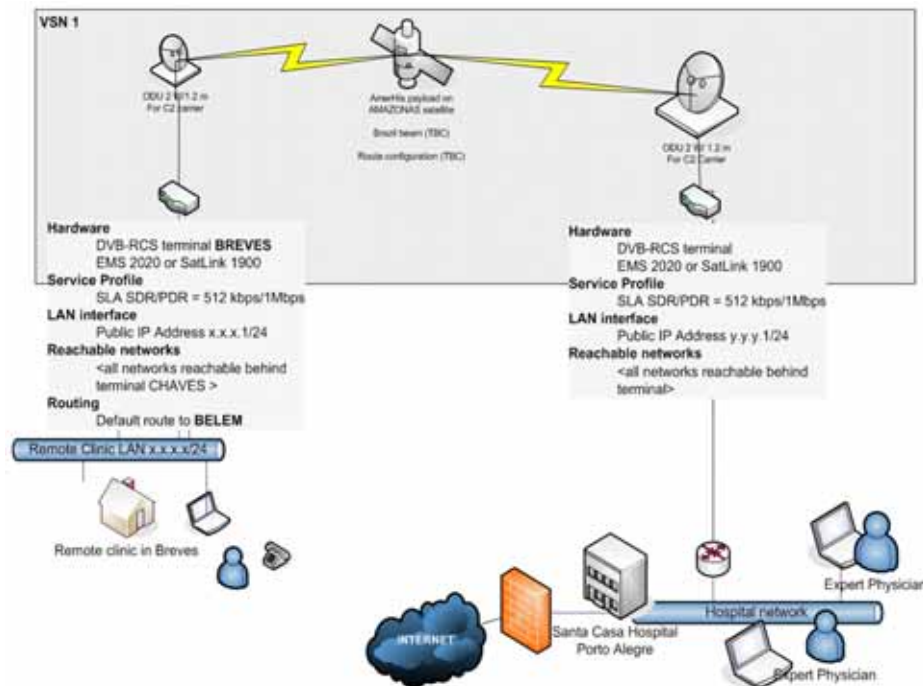 VSN 1
ODU 2 W/1.2 m
For C2 carrier
AmerHis payload on
AMAZONAS satellite
Brazil beam (TBC)
Route configuration (TBC)
ODU 2 W/ 1.2 m
For C2 Carrier
Hardware
DVB-RCS terminal BREVES
EMS 2020 or SatLink 1900
Service Profile
SLA SDR/PDR = 512 kbps/1Mbps
LAN interface
Public IP Address x.x.x.1/24
Reachable networks
<all networks reachable behind
terminal CHAVES >
Routing
Default route to BELEM
Remote Clinic LAN x.x.x.x/24
Remote clinic in Breves
Hardware
DVB-RCS terminal
EMS 2020 or SatLink 1900
Service Profile
SLA SDR/PDR = 512 kbps/1Mbps
LAN interface
Public IP Address y.y.y.1/24
Reachable networks
<all networks reachable behind
terminal>
Expert Physician
Hospital network
INTERNET
Santa Casa Hospital
Porto Alegre
Expert Physician